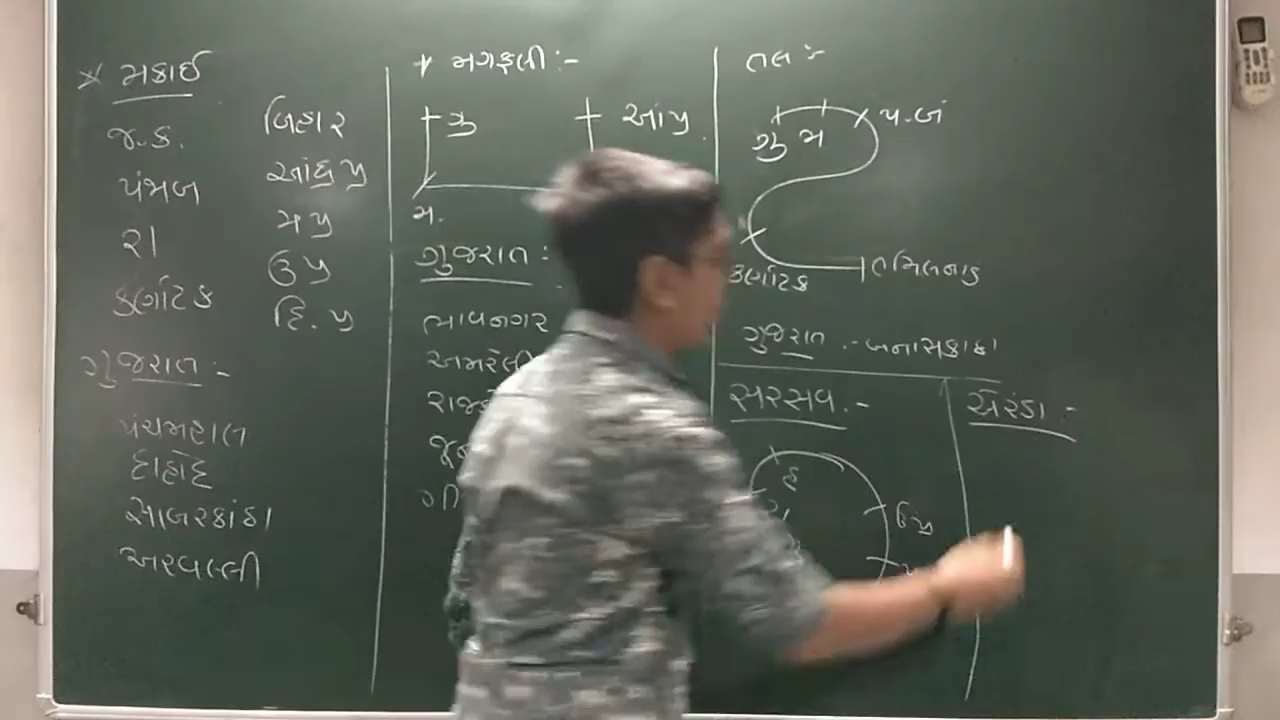 * મકાઈ
જ.ક.
પંજાબ
રા
કર્ણાટક
બિહાર
આંધ્ર પ્ર
મ પ્ર
ઉ પ્ર
હિ. પ્ર
ગુજરાત :-
પંચમહાલ
દાહોદ
સાબરકાંઠા
અરવલ્લી
* મગફલી :-
ગુ
આં પ્ર
મ.
ગુજરાત :
ભાવનગર
અમરેલી
તલ :-
ગુ મ પ.બં
કર્ણાટક
તમિલનાડુ
ગુજરાત :- બનાસકાંઠા
સરસવ :-
હ
એરંડા :-